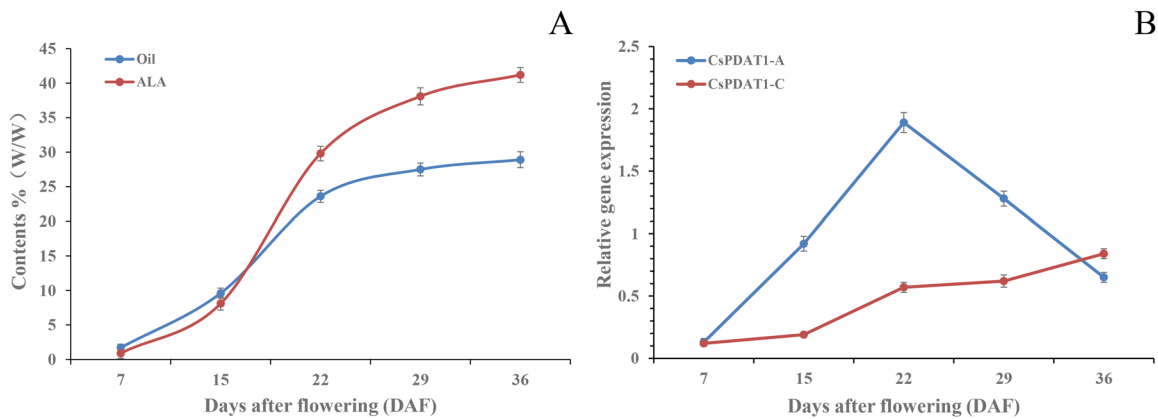 A
Oil
ALA
Contents %（W/W）
45
40
35
30
25
20
15
10
5
0
7 15 22 29 36
Days after flowering (DAF)
B
CsPDAT1-A
CsPDAT1-C
Relative gene expression
2.5
2
1.5
1
0.5
0
7 15 22 29 36
Days after flowering (DAF)